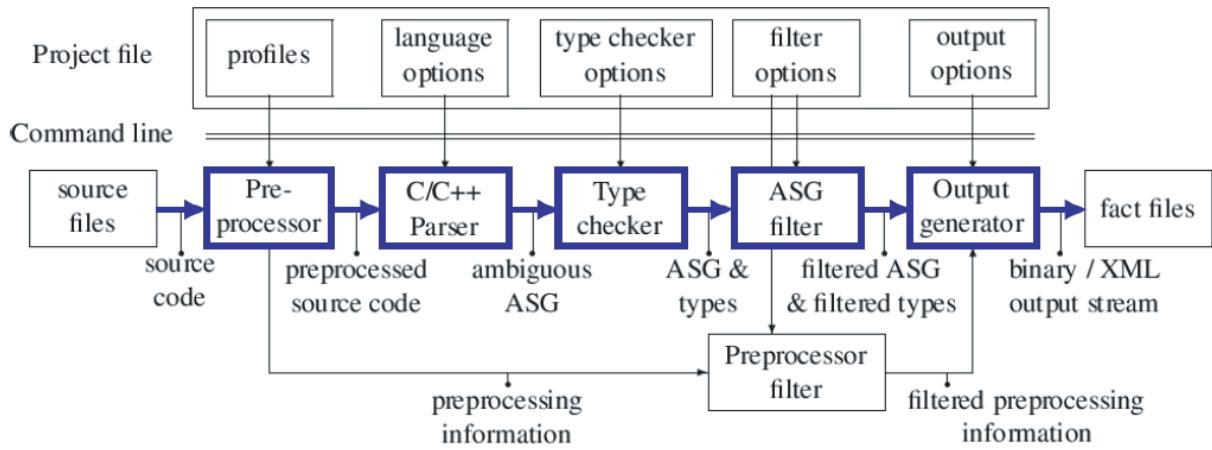 Project file
profiles
language
options
type checker
options
filter
options
output
options
Command line
source
files
Pre-
processor
C/C++
Parser
Type
checker
ASG
filter
Output
generator
fact files
source
code
preprocessed
source code
ambiguous
ASG
ASG &
types
filtered ASG
& filtered types
binary / XML
output stream
Preprocessor
filter
preprocessing
information
filtered preprocessing
information